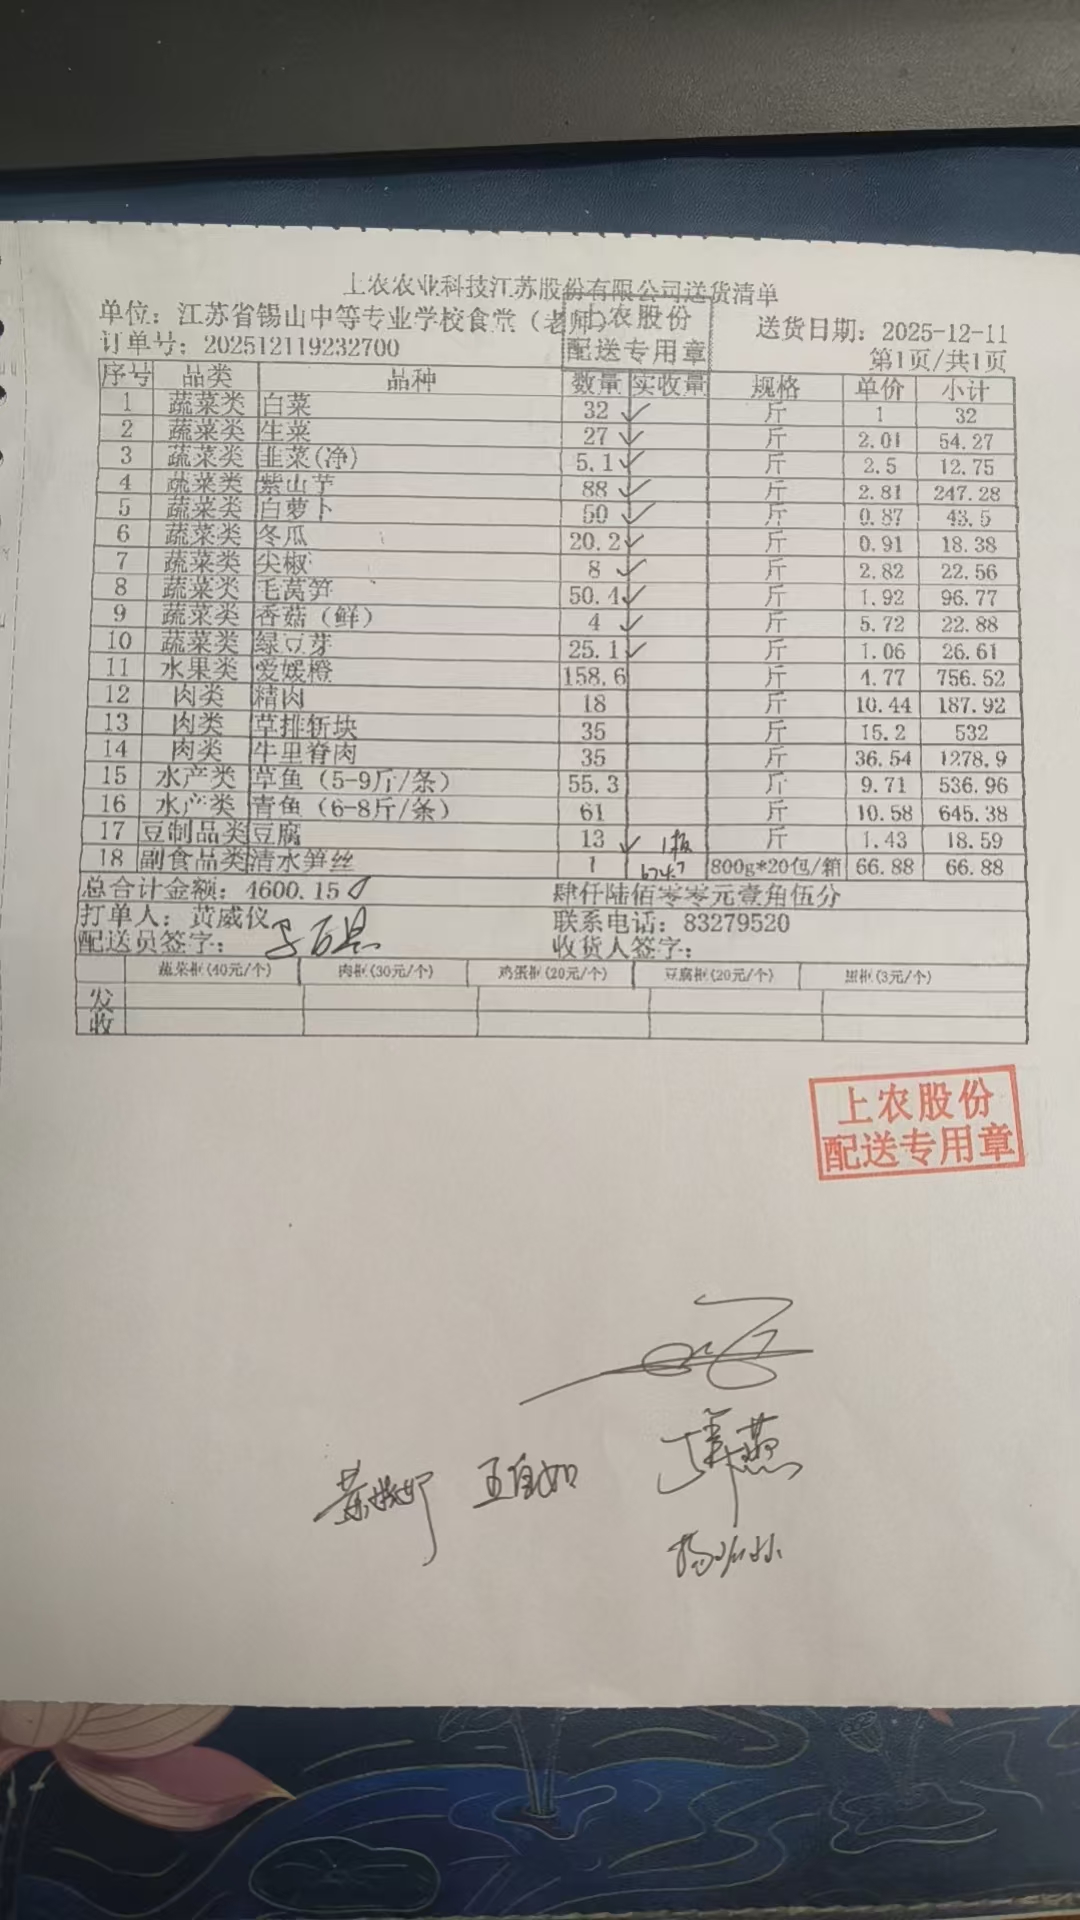 上农农业科技江苏股份有限公司送货清单
单位：江苏省锡山中等专业学校食堂（老师）
上农股份
配送专用章
送货日期：2025-12-11
订单号：202512119232700
第1页/共1页
序号 品类 品种 数量 实收量 规格 单价 小计
1 蔬菜类 白菜 32 ✓ 斤 1 32
2 蔬菜类 生菜 27 ✓ 斤 2.01 54.27
3 蔬菜类 韭菜(净) 5.1 ✓ 斤 2.5 12.75
4 蔬菜类 紫山芋 88 ✓ 斤 2.81 247.28
5 蔬菜类 白萝卜 50 ✓ 斤 0.87 43.5
6 蔬菜类 冬瓜 20.2 ✓ 斤 0.91 18.38
7 蔬菜类 尖椒 8 ✓ 斤 2.82 22.56
8 蔬菜类 毛莴笋 50.4 ✓ 斤 1.92 96.77
9 蔬菜类 香菇（鲜） 4 ✓ 斤 5.72 22.88
10 蔬菜类 绿豆芽 25.1 ✓ 斤 1.06 26.61
11 水果类 爱媛橙 158.6 斤 4.77 756.52
12 肉类 精肉 18 斤 10.44 187.92
13 肉类 草排斩块 35 斤 15.2 532
14 肉类 牛里脊肉 35 斤 36.54 1278.9
15 水产类 草鱼（5-9斤/条） 55.3 斤 9.71 536.96
16 水产类 青鱼（6-8斤/条） 61 斤 10.58 645.38
17 豆制品类 豆腐 13 ✓ 1板 斤 1.43 18.59
18 副食品类 清水笋丝 1 800g*20包/箱 66.88 66.88
总合计金额：4600.15 肆仟陆佰零零元壹角伍分
打单人：黄威仪 联系电话：83279520
配送员签字： 收货人签字：
蔬菜框(40元/个) 肉框(30元/个) 鸡蛋框(20元/个) 豆腐框(20元/个) 黑框(3元/个)
发
收
上农股份
配送专用章